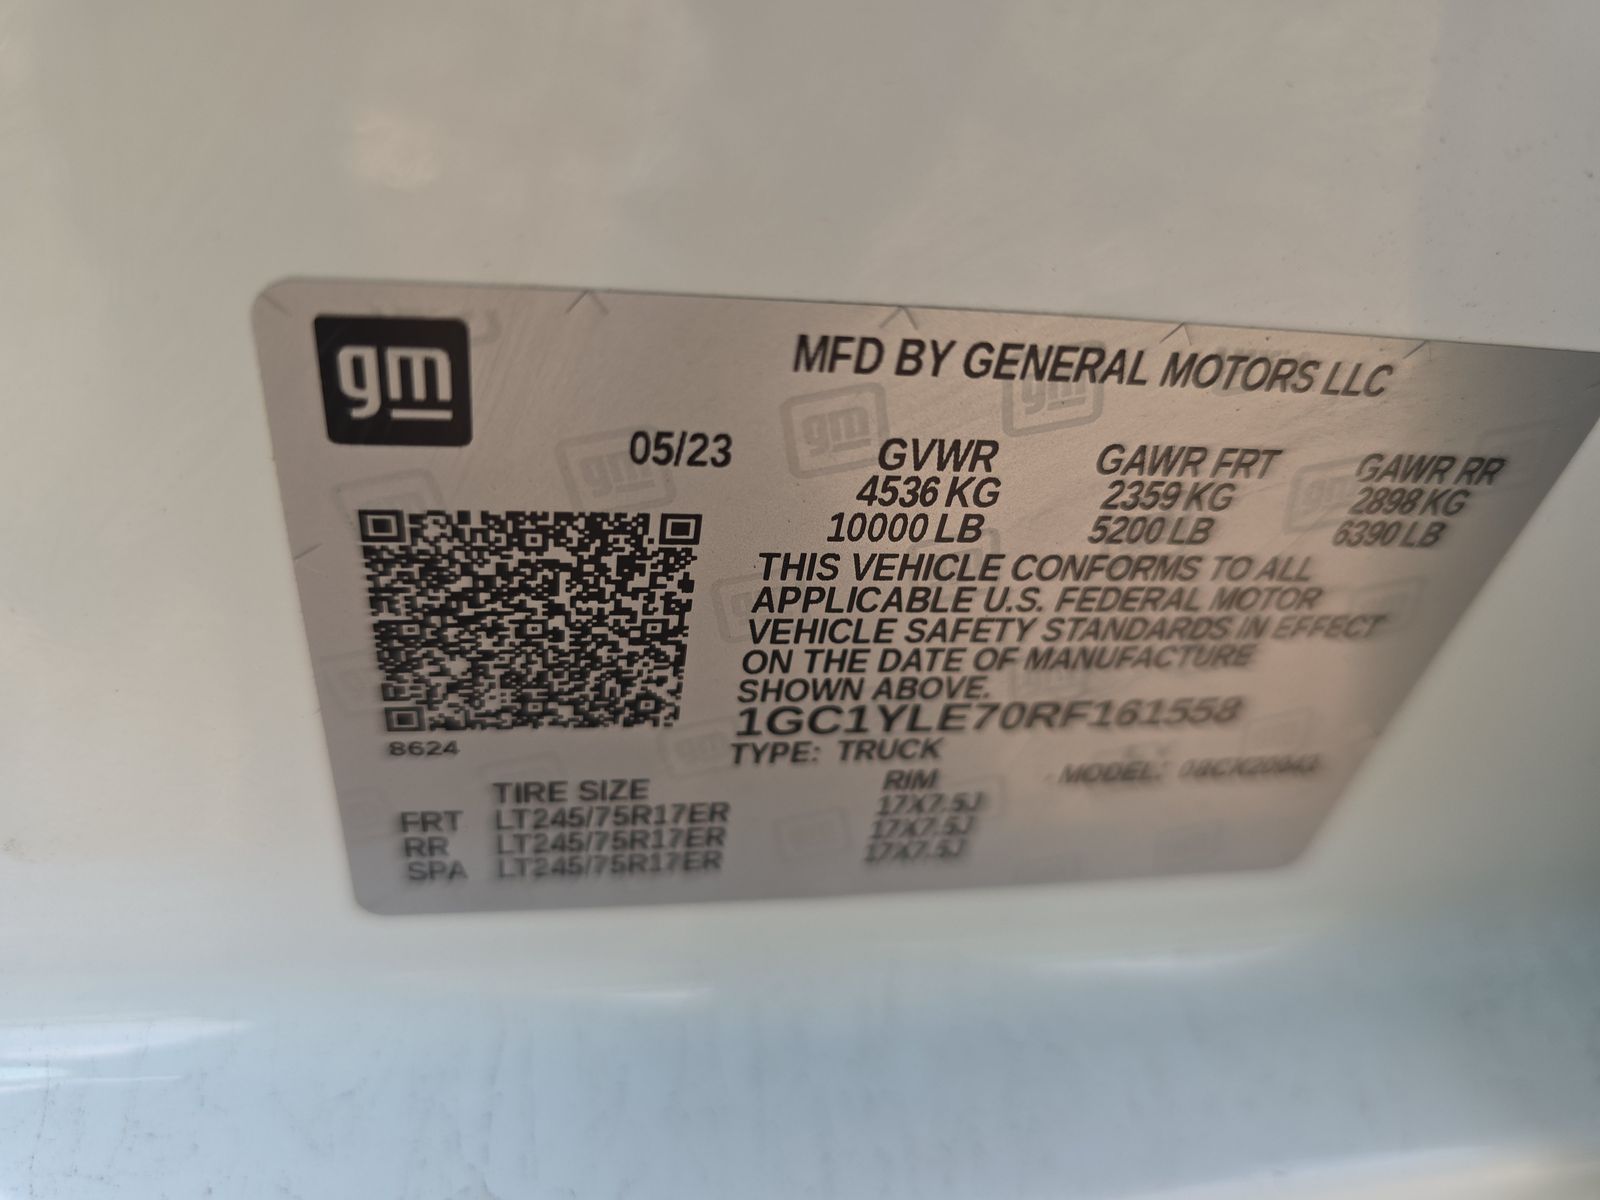 gm
MFD BY GENERAL MOTORS LLC
05/23 GVWR GAWR FRT GAWR RR
4536 KG 2359 KG 2898 KG
10000 LB 5200 LB 6390 LB
THIS VEHICLE CONFORMS TO ALL
APPLICABLE U.S. FEDERAL MOTOR
VEHICLE SAFETY STANDARDS IN EFFECT
ON THE DATE OF MANUFACTURE
SHOWN ABOVE.
1GC1YLE70RF161558
8624
TYPE: TRUCK MODEL:
TIRE SIZE RIM
FRT LT245/75R17ER 17X7.5J
RR LT245/75R17ER 17X7.5J
SPA LT245/75R17ER 17X7.5J